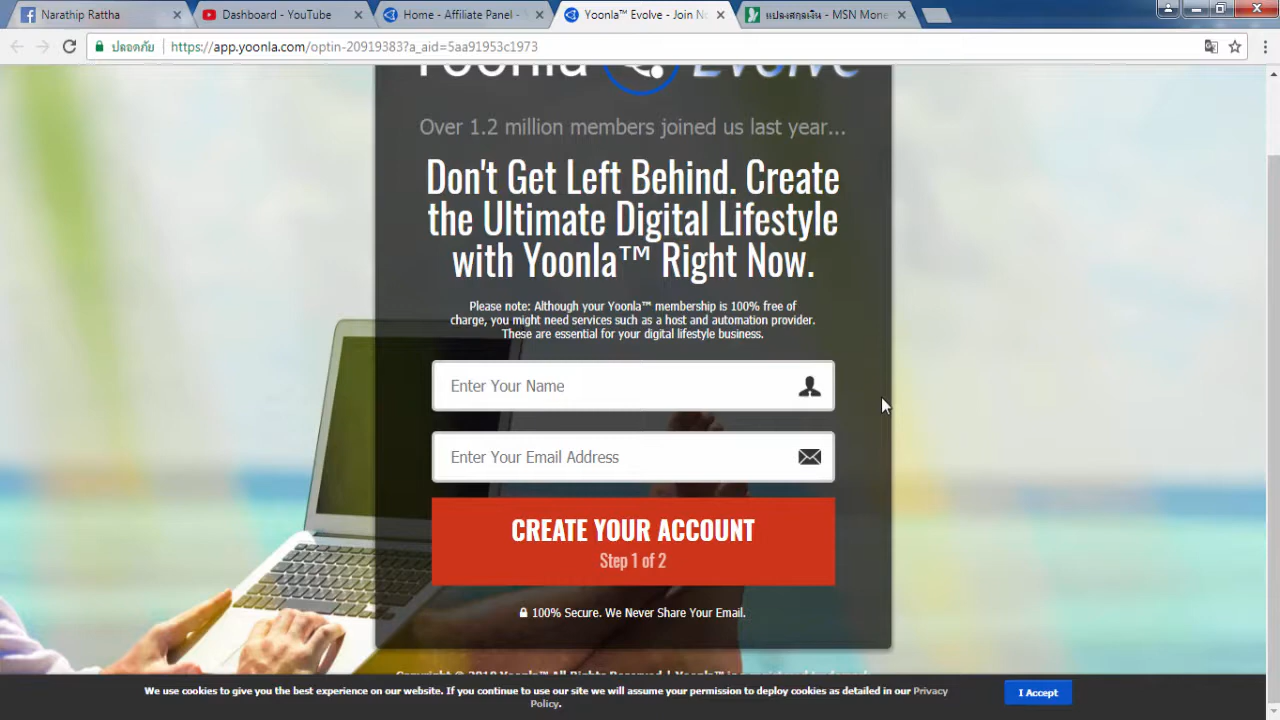 Narathip Rattha
Dashboard - YouTube
Home - Affiliate Panel -
Yoonla™ Evolve - Join No
แปลงสกุลเงิน - MSN Mone
ปลอดภัย
https://app.yoonla.com/optin-20919383?a_aid=5aa91953c1973
Yoonla Evolve
Over 1.2 million members joined us last year...
Don't Get Left Behind. Create
the Ultimate Digital Lifestyle
with Yoonla™ Right Now.
Please note: Although your Yoonla™ membership is 100% free of
charge, you might need services such as a host and automation provider.
These are essential for your digital lifestyle business.
Enter Your Name
Enter Your Email Address
CREATE YOUR ACCOUNT
Step 1 of 2
100% Secure. We Never Share Your Email.
We use cookies to give you the best experience on our website. If you continue to use our site we will assume your permission to deploy cookies as detailed in our Privacy
Policy.
I Accept